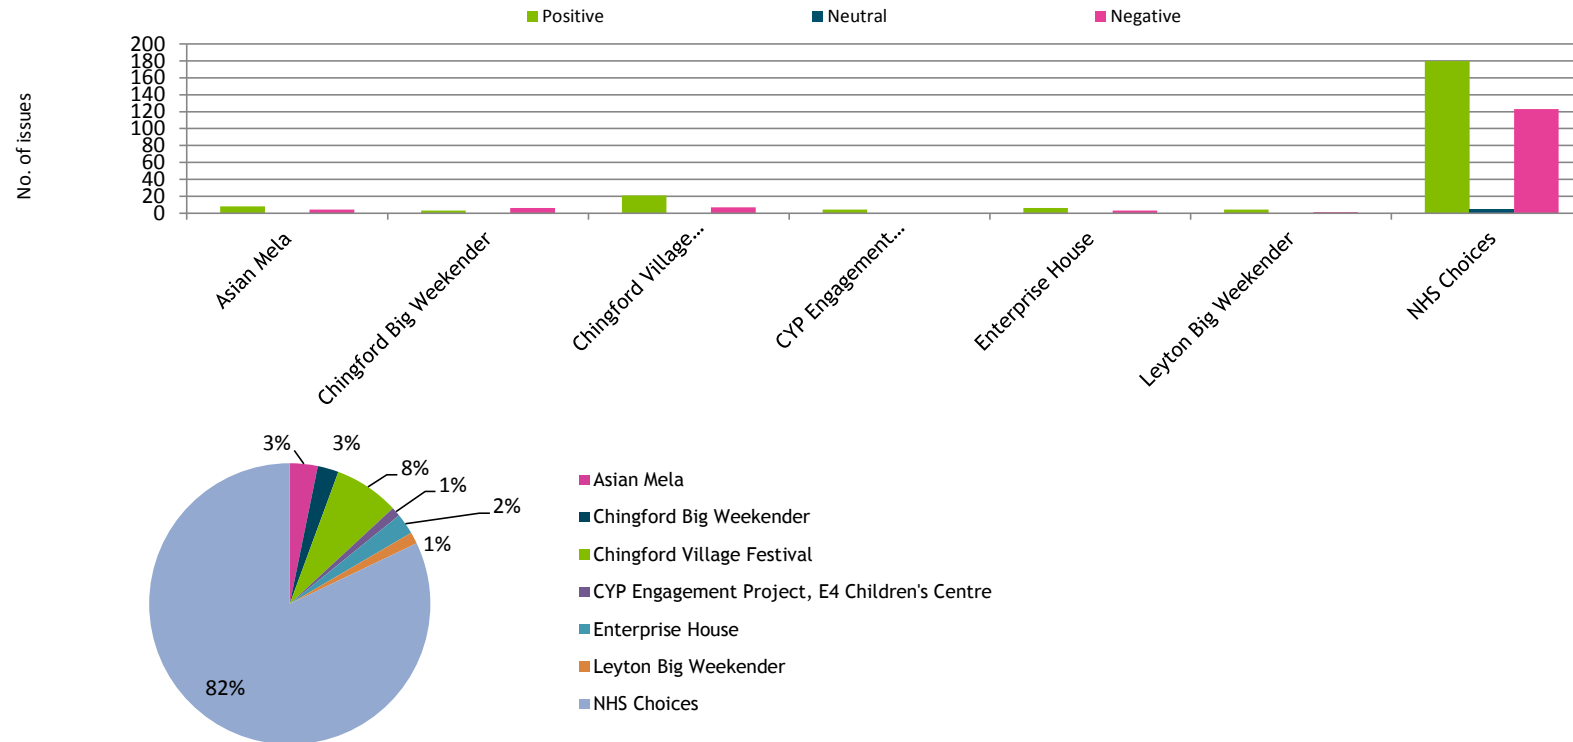 Positive
Neutral
Negative
No. of issues
200
180
160
140
120
100
80
60
40
20
0
Asian Mela
Chingford Big Weekender
Chingford Village...
CYP Engagement...
Enterprise House
Leyton Big Weekender
NHS Choices
3%
3%
8%
1%
2%
1%
82%
Asian Mela
Chingford Big Weekender
Chingford Village Festival
CYP Engagement Project, E4 Children's Centre
Enterprise House
Leyton Big Weekender
NHS Choices